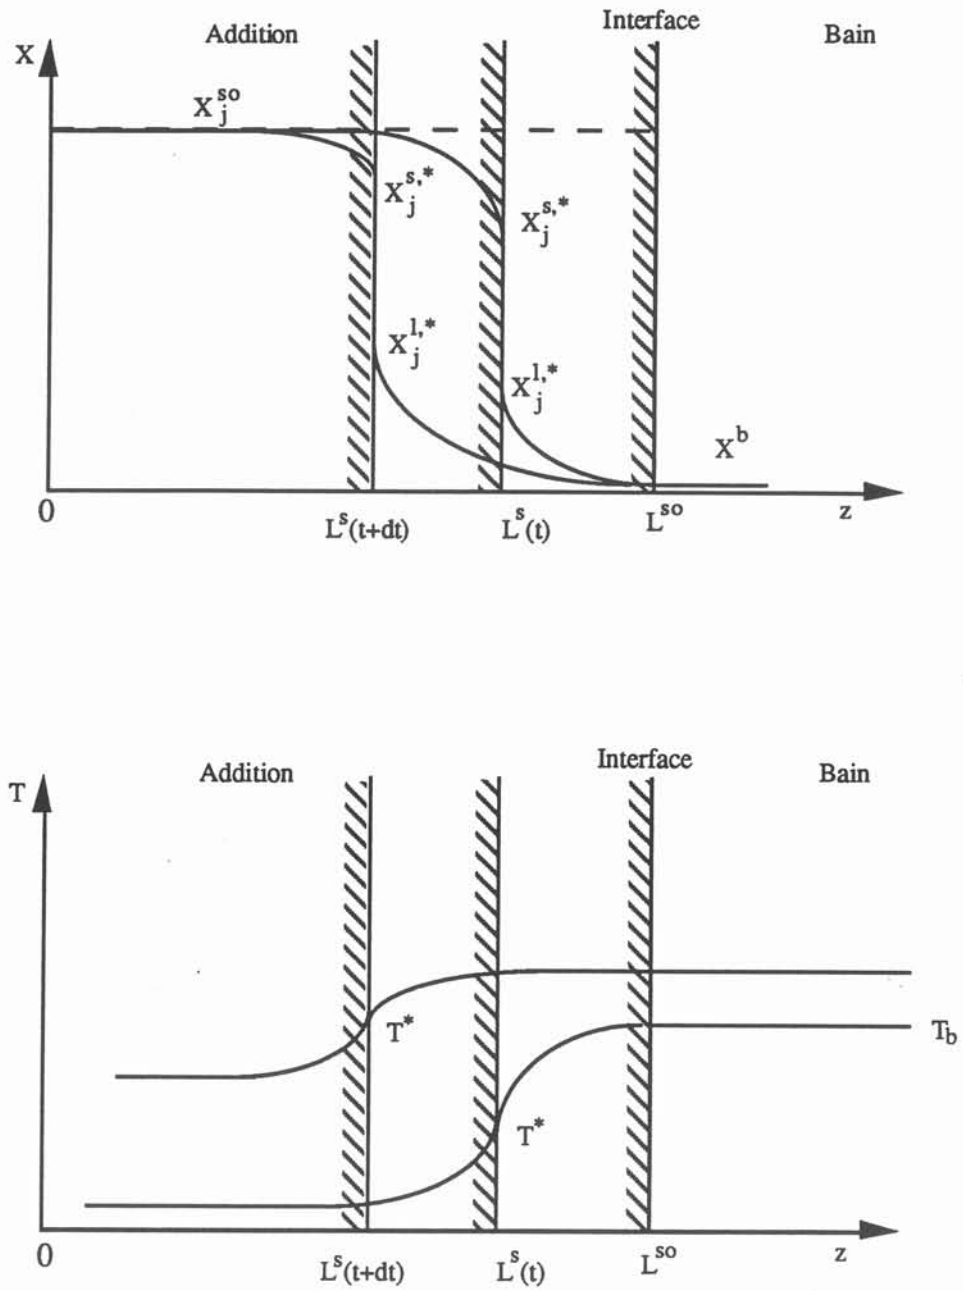 Addition Interface Bain
X
X_j^so
X_j^s,*
X_j^s,*
X_j^l,*
X_j^l,*
X^b
0 L^s(t+dt) L^s(t) L^so z
Addition Interface Bain
T
T^*
T_b
T^*
0 L^s(t+dt) L^s(t) L^so z